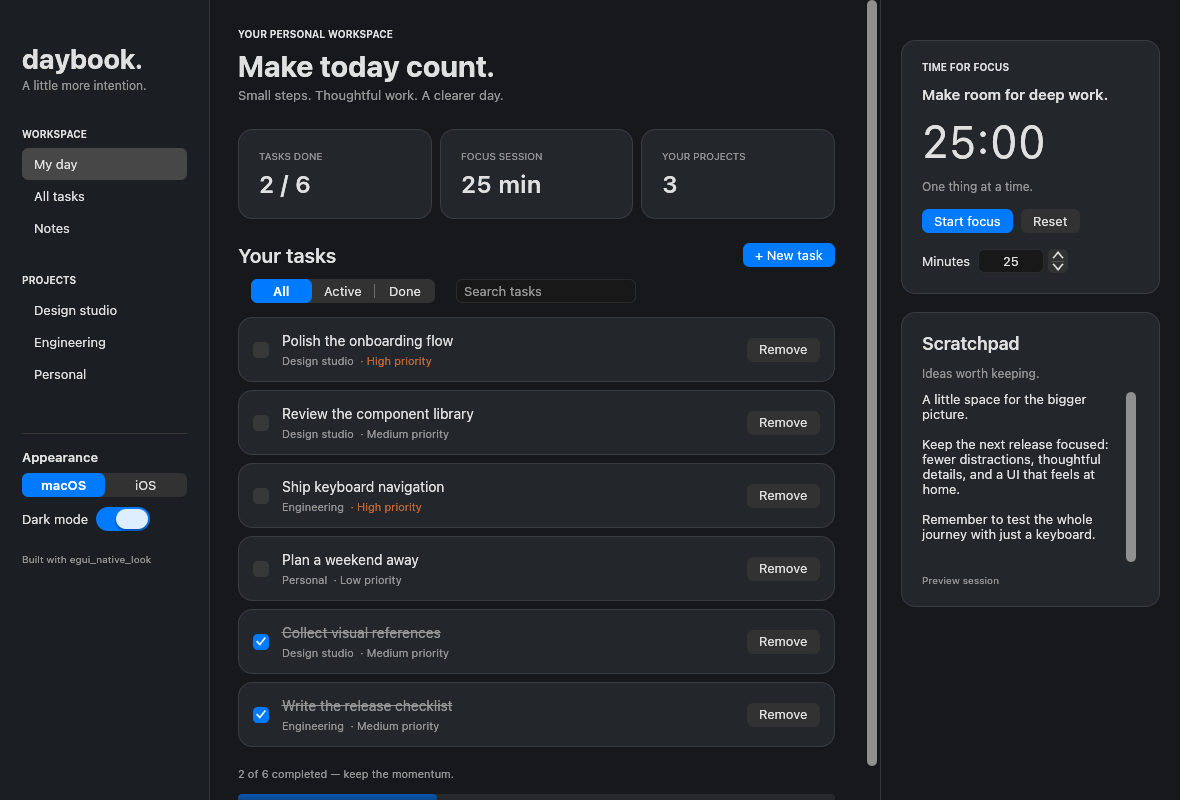 daybook.
A little more intention.
WORKSPACE
My day
All tasks
Notes
PROJECTS
Design studio
Engineering
Personal
Appearance
macOS iOS
Dark mode
Built with egui_native_look
YOUR PERSONAL WORKSPACE
Make today count.
Small steps. Thoughtful work. A clearer day.
TASKS DONE
2 / 6
FOCUS SESSION
25 min
YOUR PROJECTS
3
Your tasks
+ New task
All Active Done
Search tasks
Polish the onboarding flow
Design studio · High priority
Remove
Review the component library
Design studio · Medium priority
Remove
Ship keyboard navigation
Engineering · High priority
Remove
Plan a weekend away
Personal · Low priority
Remove
Collect visual references
Design studio · Medium priority
Remove
Write the release checklist
Engineering · Medium priority
Remove
2 of 6 completed — keep the momentum.
TIME FOR FOCUS
Make room for deep work.
25:00
One thing at a time.
Start focus Reset
Minutes 25
Scratchpad
Ideas worth keeping.
A little space for the bigger
picture.
Keep the next release focused:
fewer distractions, thoughtful
details, and a UI that feels at
home.
Remember to test the whole
journey with just a keyboard.
Preview session